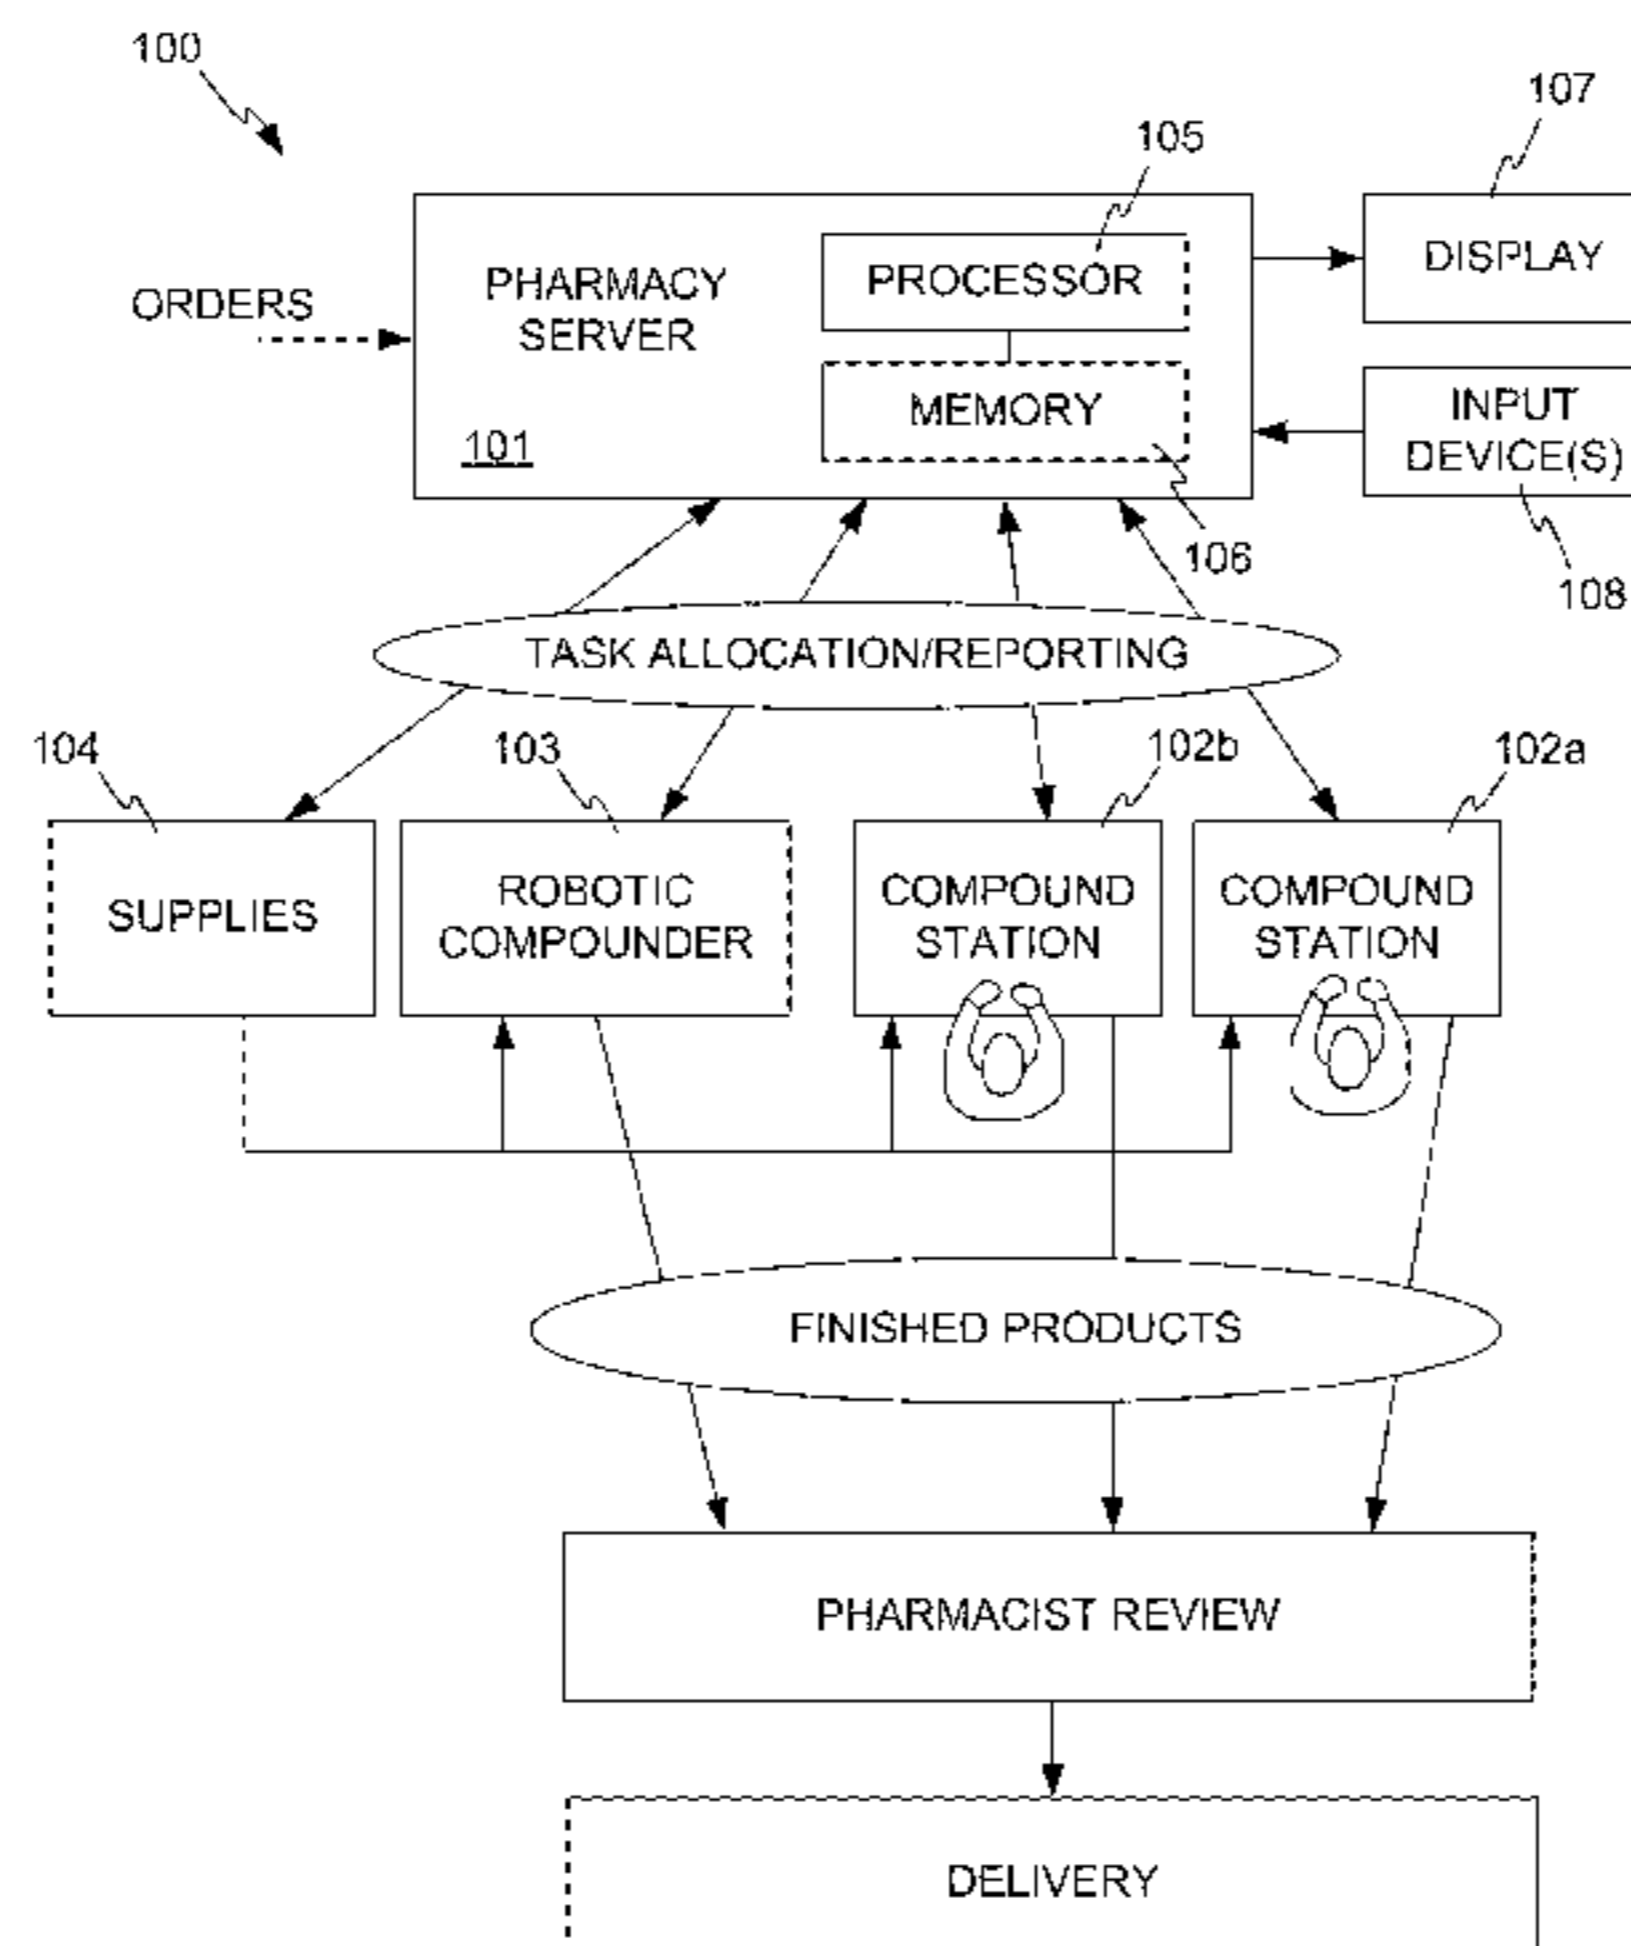 100
107
105
PHARMACY
SERVER
PROCESSOR
DISPLAY
ORDERS
MEMORY
101
INPUT
DEVICE(S)
106
108
TASK ALLOCATION/REPORTING
104
103
102b
102a
SUPPLIES
ROBOTIC
COMPOUNDER
COMPOUND
STATION
COMPOUND
STATION
FINISHED PRODUCTS
PHARMACIST REVIEW
DELIVERY